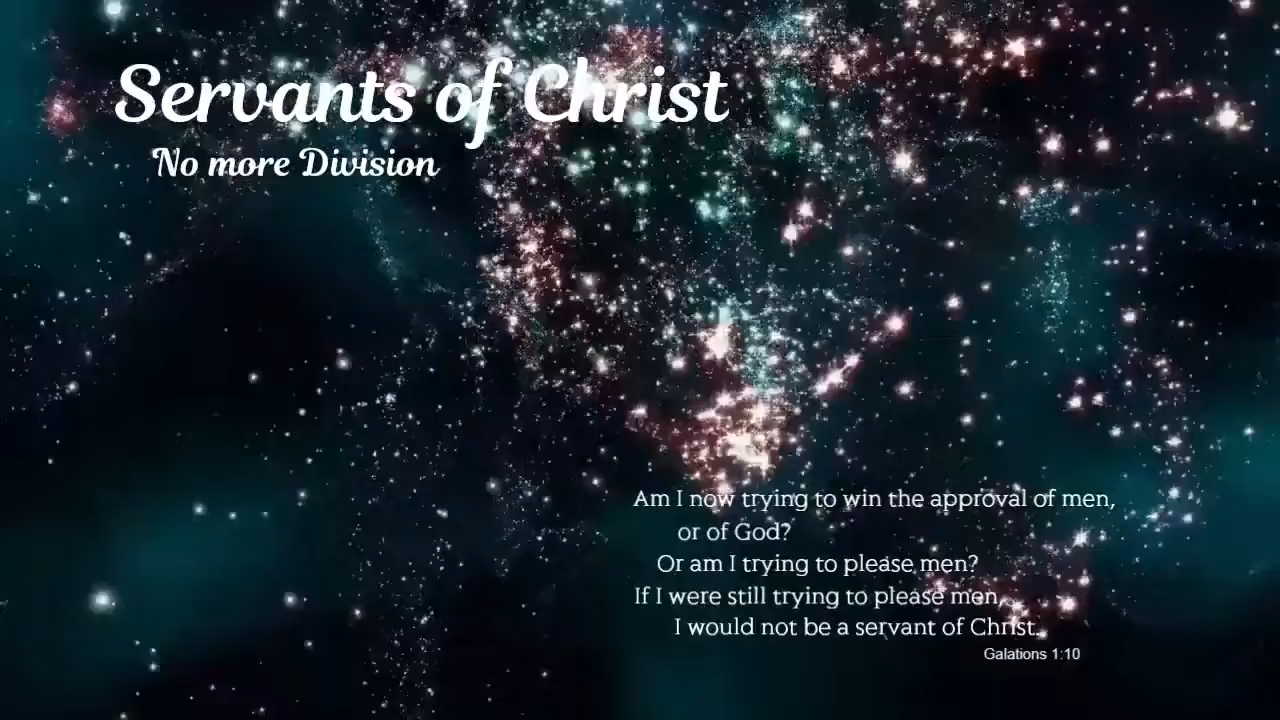 Servants of Christ
No more Division
Am I now trying to win the approval of men,
or of God?
Or am I trying to please men?
If I were still trying to please men,
I would not be a servant of Christ.
Galations 1:10